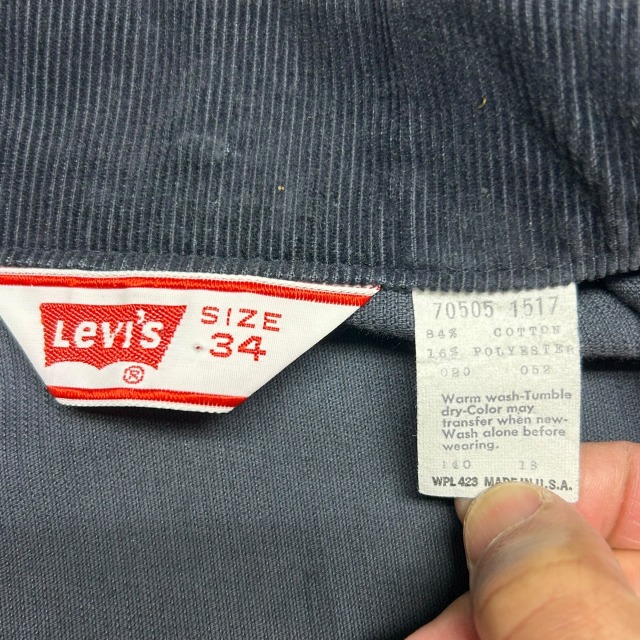 Levi's
®
SIZE
34
70505 1517
84% COTTON
16% POLYESTER
020 052
Warm wash-Tumble
dry-Color may
transfer when new-
Wash alone before
wearing.
110 18
WPL 423 MADE IN U.S.A.